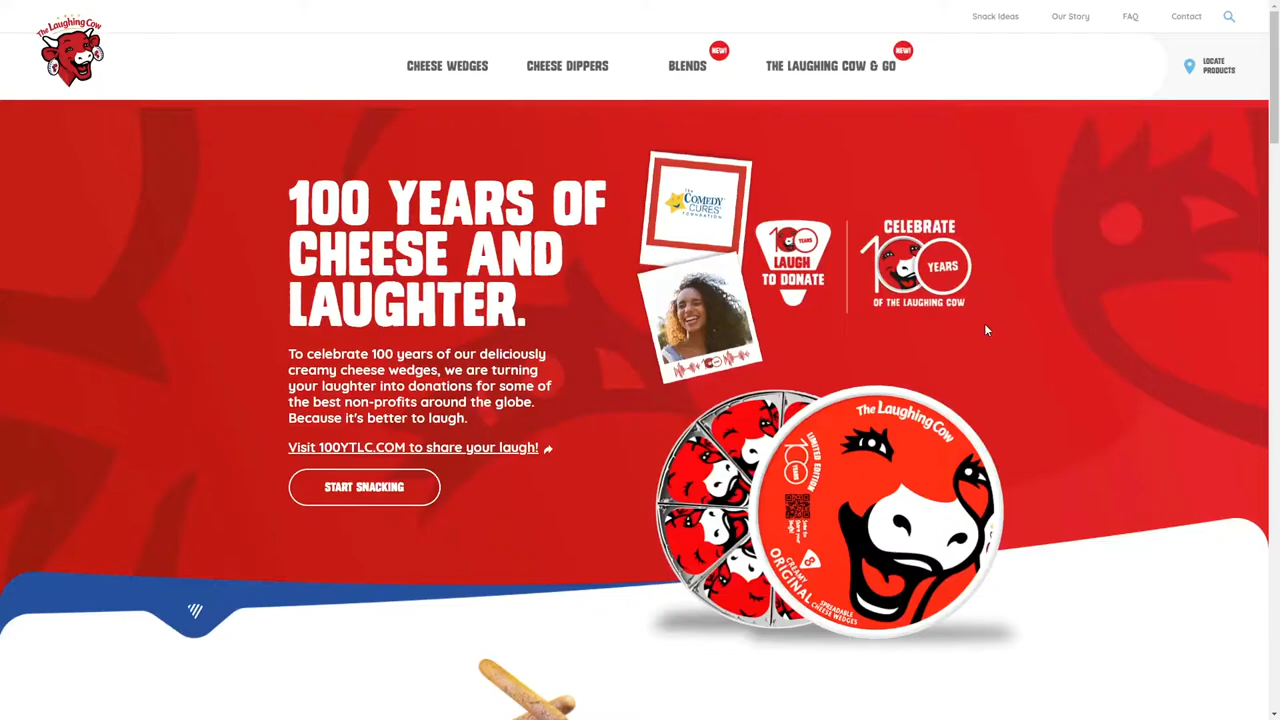 The Laughing Cow
Snack Ideas
Our Story
FAQ
Contact
CHEESE WEDGES
CHEESE DIPPERS
BLENDS
NEW!
THE LAUGHING COW & GO
NEW!
LOCATE
PRODUCTS
100 YEARS OF
CHEESE AND
LAUGHTER.
To celebrate 100 years of our deliciously
creamy cheese wedges, we are turning
your laughter into donations for some of
the best non-profits around the globe.
Because it's better to laugh.
Visit 100YTLC.COM to share your laugh!
START SNACKING
THE
COMEDY
CURES
FOUNDATION
100 YEARS
LAUGH
TO DONATE
CELEBRATE
100 YEARS
OF THE LAUGHING COW
The Laughing Cow
LIMITED EDITION
100
YEARS
8
CREAMY
ORIGINAL
SPREADABLE
CHEESE WEDGES